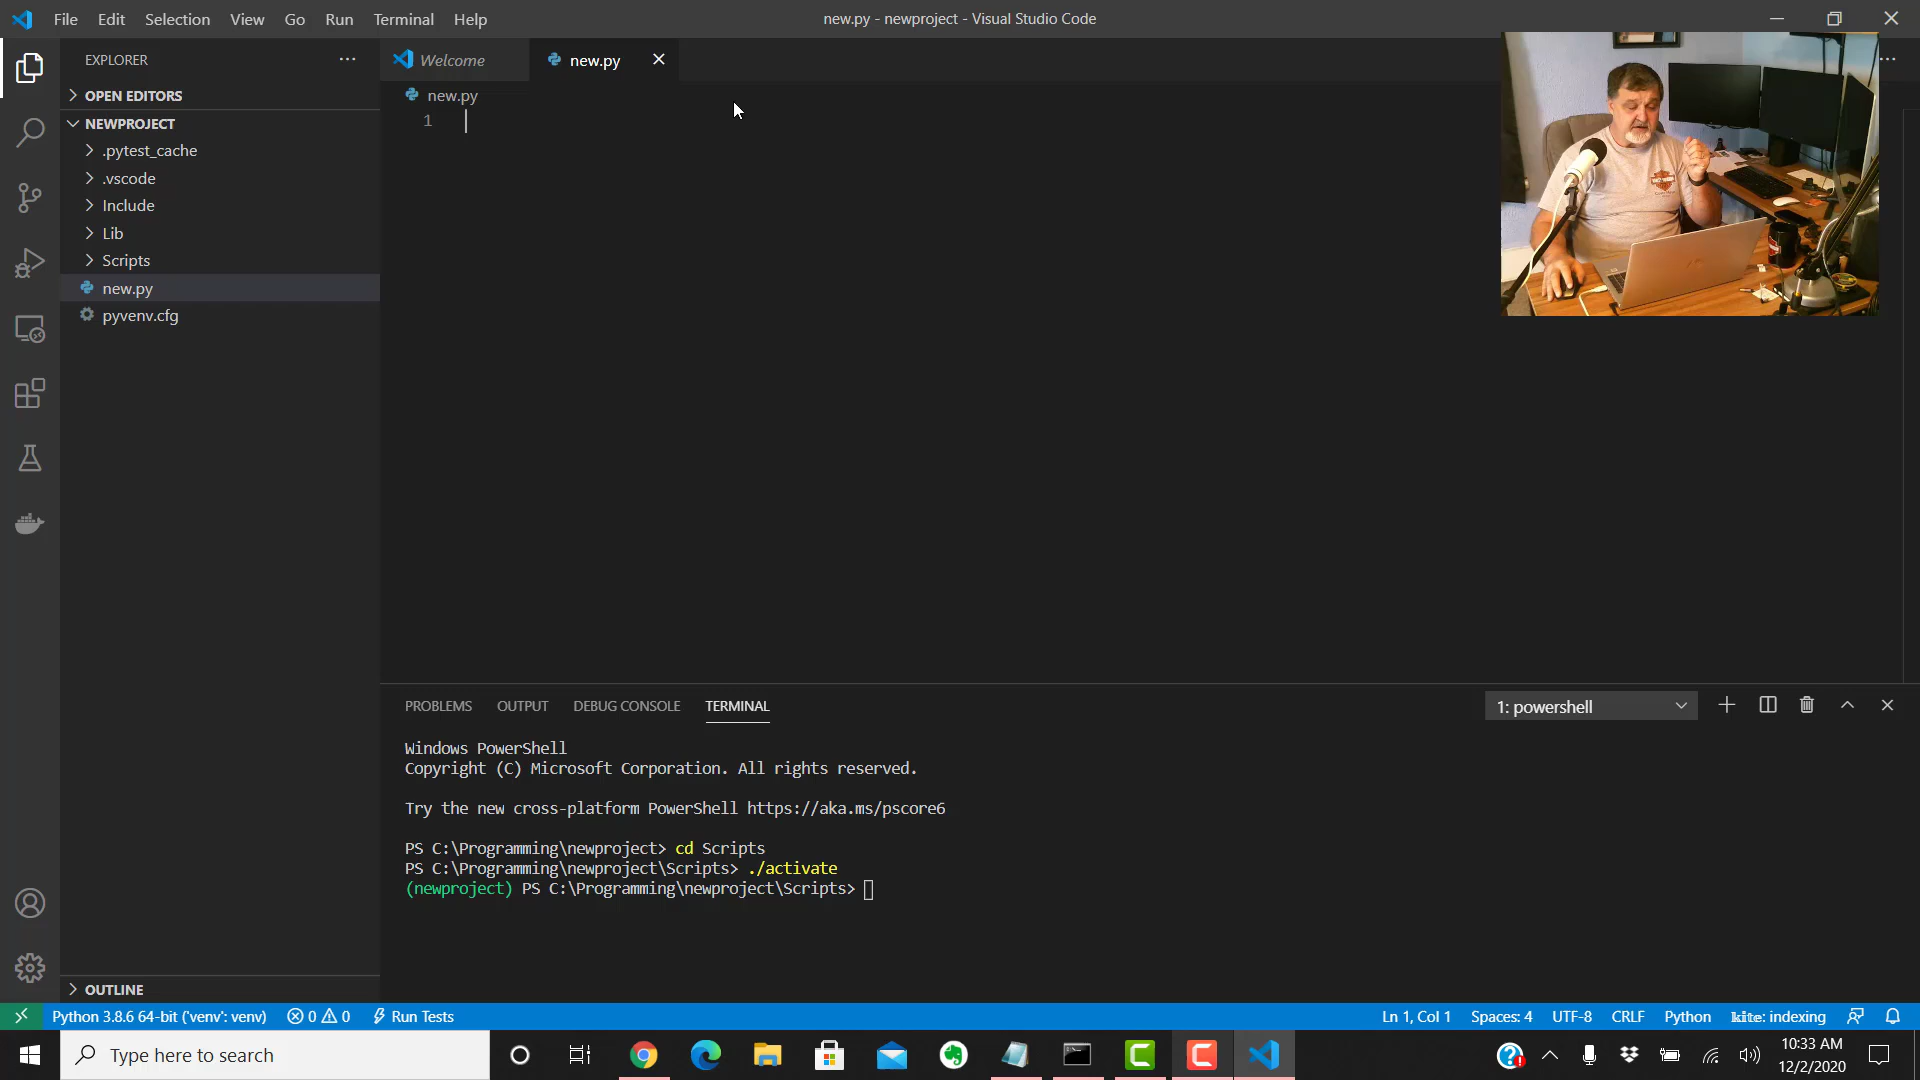 File Edit Selection View Go Run Terminal Help
new.py - newproject - Visual Studio Code
EXPLORER
OPEN EDITORS
NEWPROJECT
.pytest_cache
.vscode
Include
Lib
Scripts
new.py
pyvenv.cfg
OUTLINE
Welcome
new.py
new.py
1
PROBLEMS OUTPUT DEBUG CONSOLE TERMINAL
1: powershell
Windows PowerShell
Copyright (C) Microsoft Corporation. All rights reserved.
Try the new cross-platform PowerShell https://aka.ms/pscore6
PS C:\Programming\newproject> cd Scripts
PS C:\Programming\newproject\Scripts> ./activate
(newproject) PS C:\Programming\newproject\Scripts>
Python 3.8.6 64-bit ('venv': venv) 0 0 Run Tests
Ln 1, Col 1 Spaces: 4 UTF-8 CRLF Python kite: indexing
Type here to search
10:33 AM
12/2/2020